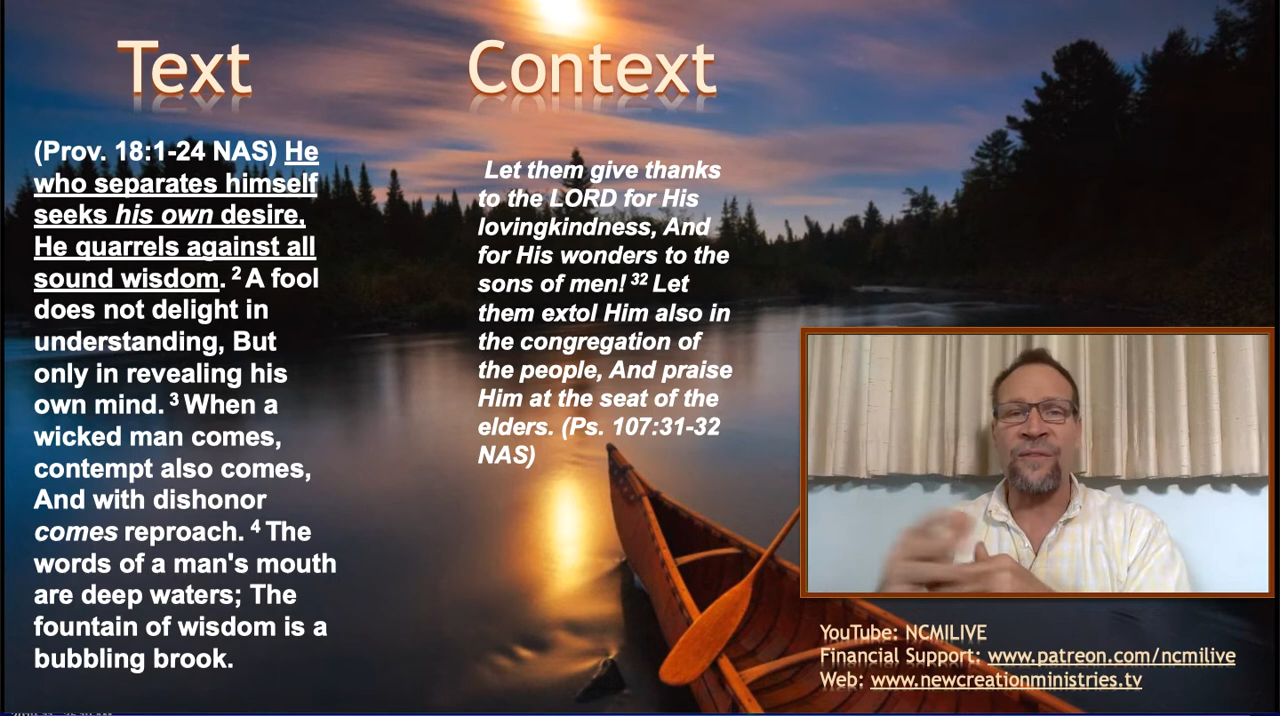 Text
(Prov. 18:1-24 NAS) He
who separates himself
seeks his own desire,
He quarrels against all
sound wisdom. 2 A fool
does not delight in
understanding, But
only in revealing his
own mind. 3 When a
wicked man comes,
contempt also comes,
And with dishonor
comes reproach. 4 The
words of a man's mouth
are deep waters; The
fountain of wisdom is a
bubbling brook.
Context
Let them give thanks
to the LORD for His
lovingkindness, And
for His wonders to the
sons of men! 32 Let
them extol Him also in
the congregation of
the people, And praise
Him at the seat of the
elders. (Ps. 107:31-32
NAS)
YouTube: NCMILIVE
Financial Support: www.patreon.com/ncmilive
Web: www.newcreationministries.tv